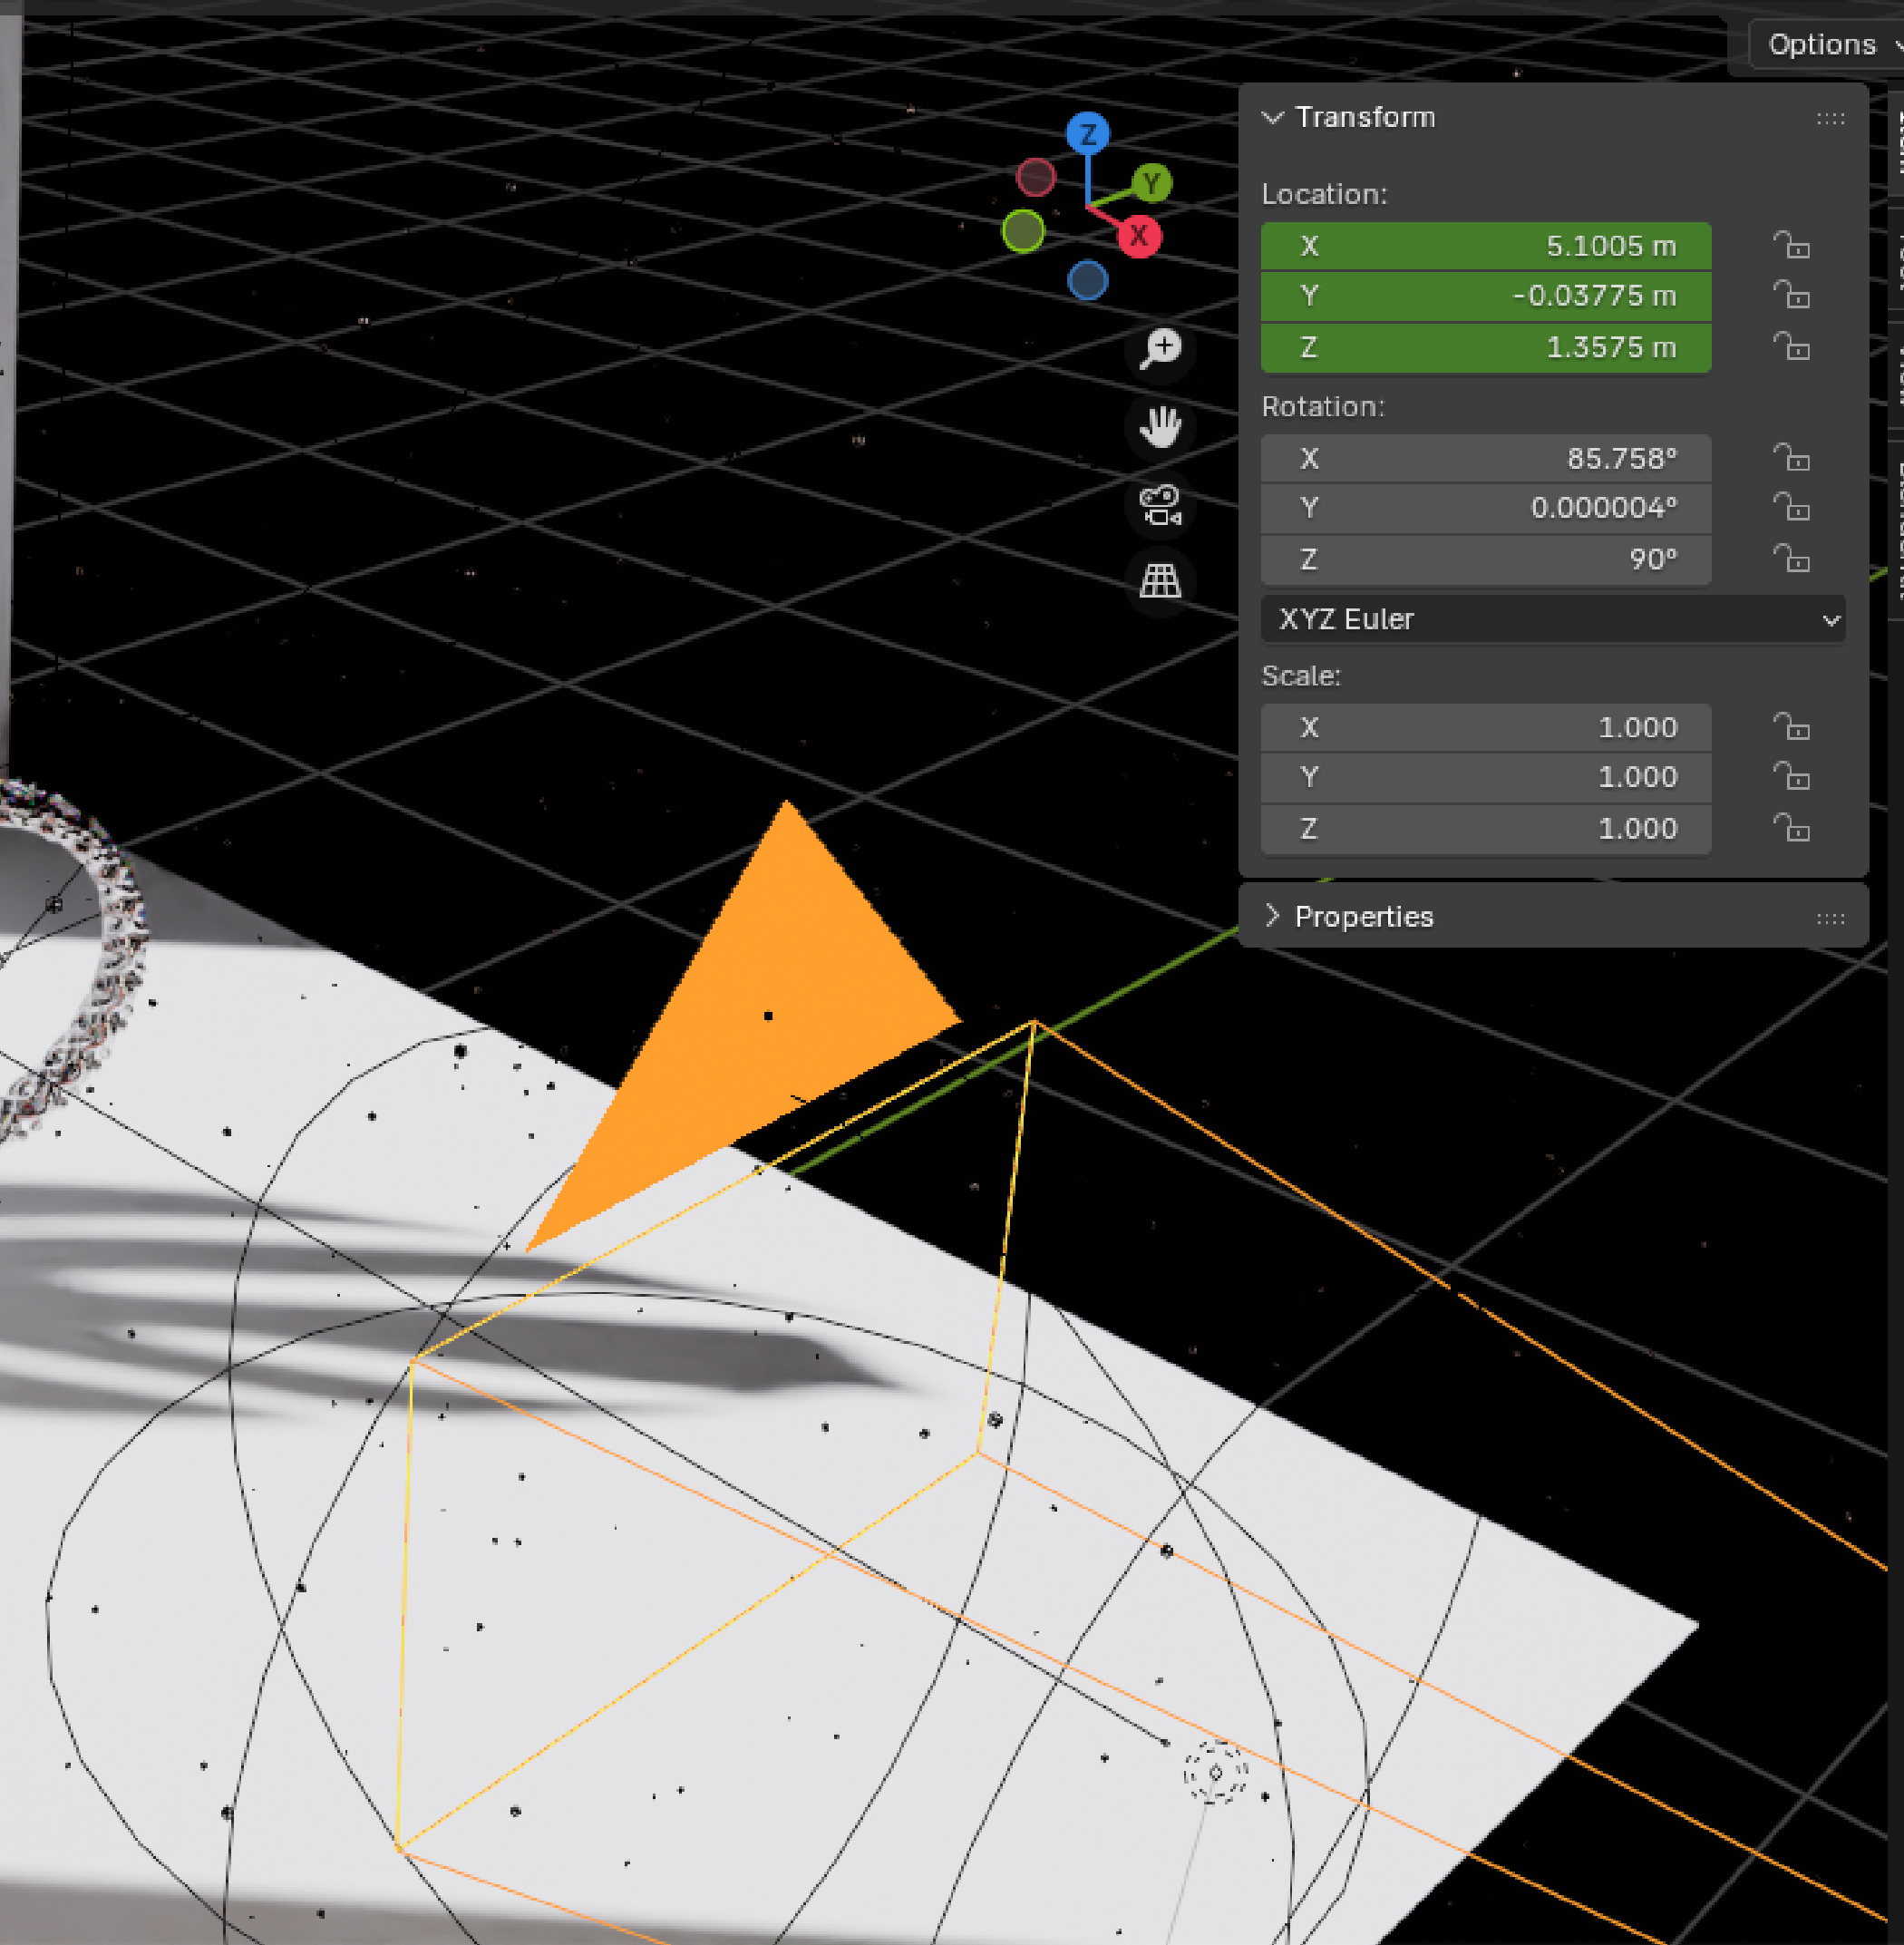 Options
Transform
Z
Y
X
Location:
X 5.1005 m
Y -0.03775 m
Z 1.3575 m
Rotation:
X 85.758°
Y 0.000004°
Z 90°
XYZ Euler
Scale:
X 1.000
Y 1.000
Z 1.000
Properties